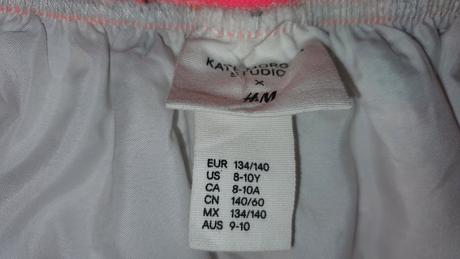 STUDIO
X
H&M
EUR 134/140
US 8-10Y
CA 8-10A
CN 140/60
MX 134/140
AUS 9-10